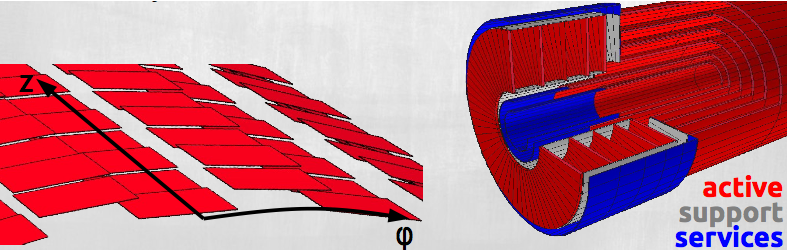 z
φ
active
support
services